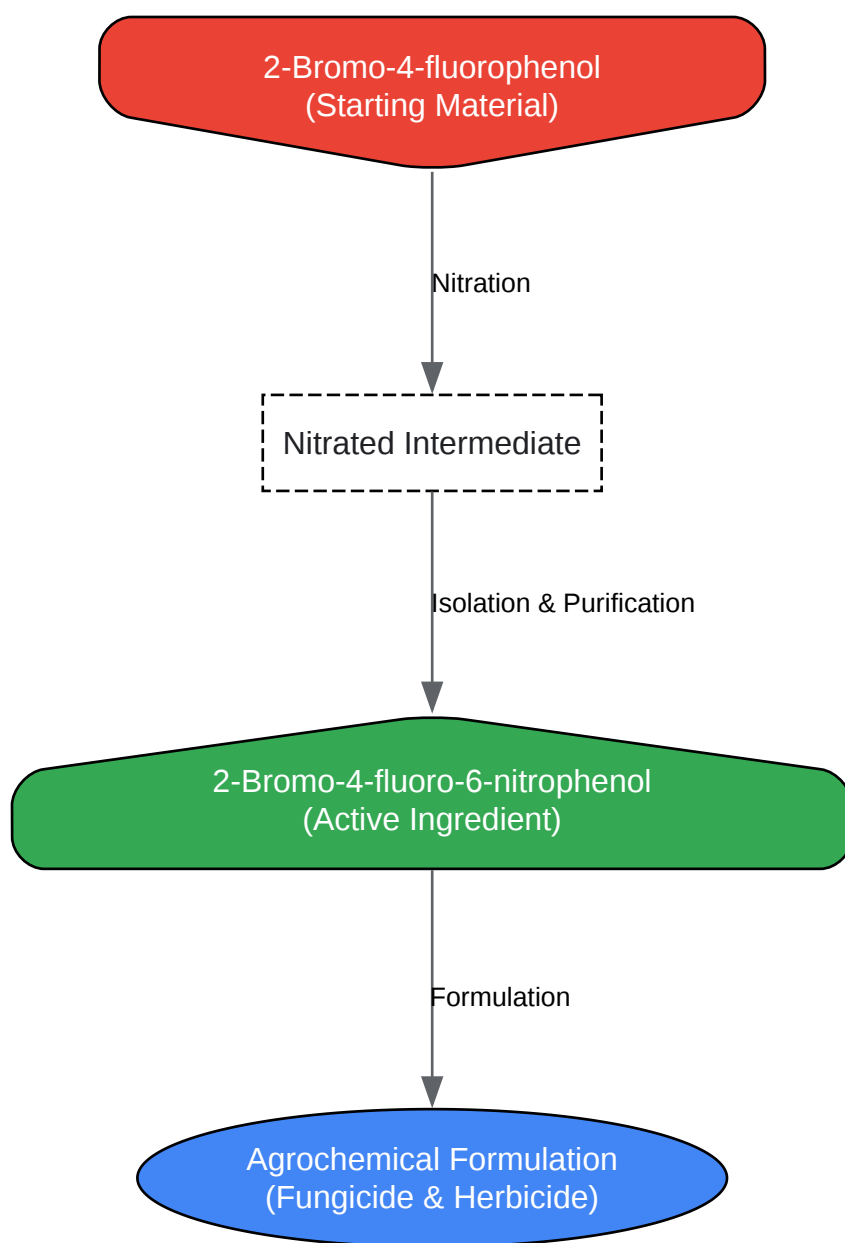 2-Bromo-4-fluorophenol
(Starting Material)
Nitration
Nitrated Intermediate
Isolation & Purification
2-Bromo-4-fluoro-6-nitrophenol
(Active Ingredient)
Formulation
Agrochemical Formulation
(Fungicide & Herbicide)